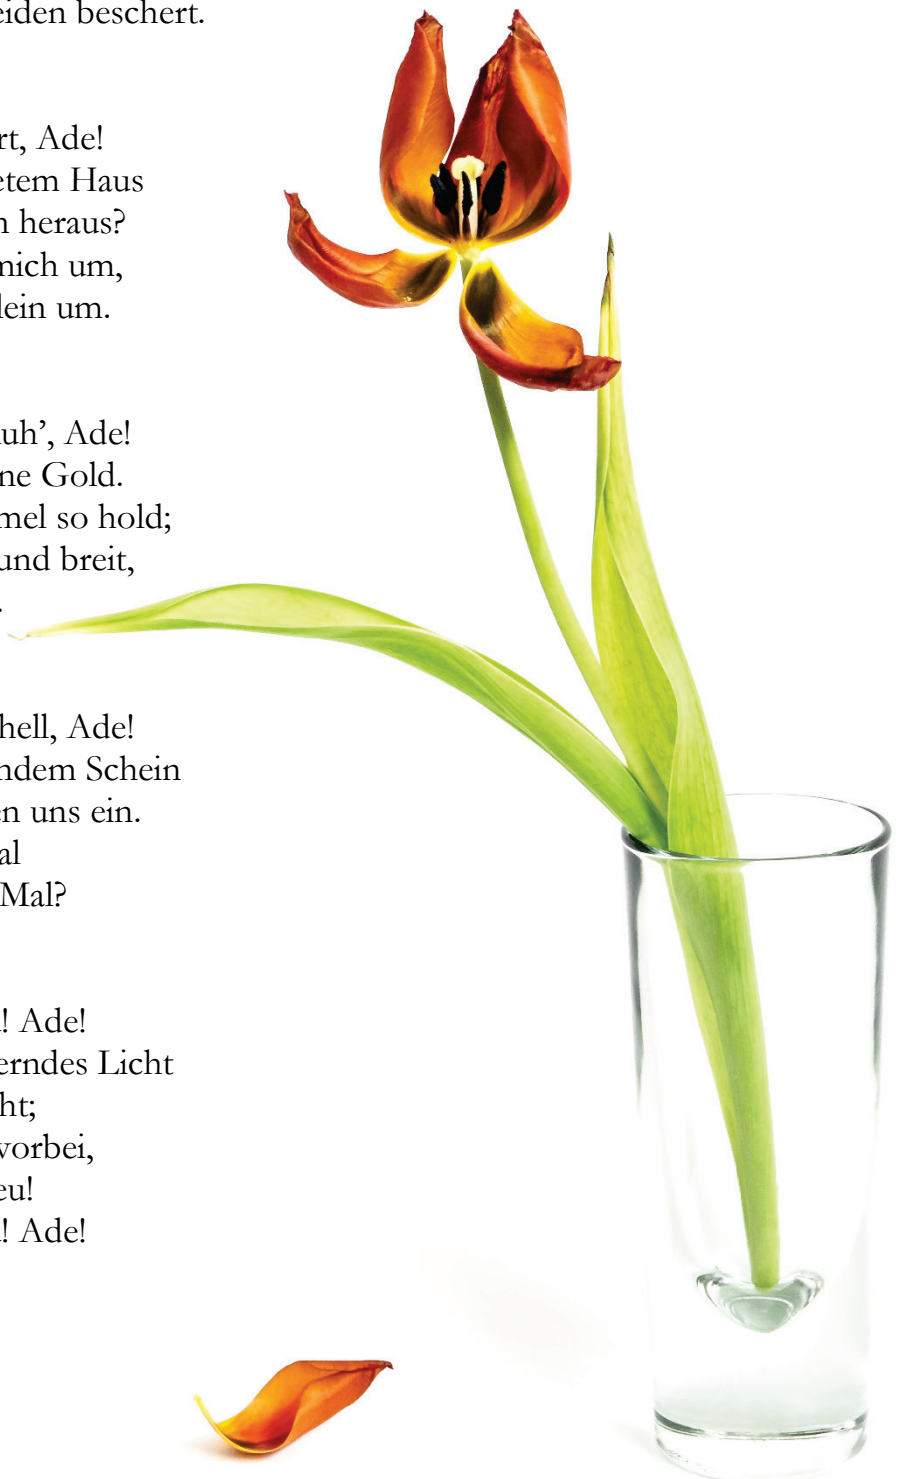 eiden beschert.
rt, Ade!
etem Haus
n heraus?
mich um,
lein um.
uh’, Ade!
ne Gold.
mel so hold;
und breit,
.
hell, Ade!
ndem Schein
en uns ein.
al
Mal?
! Ade!
erndes Licht
ht;
vorbei,
eu!
! Ade!